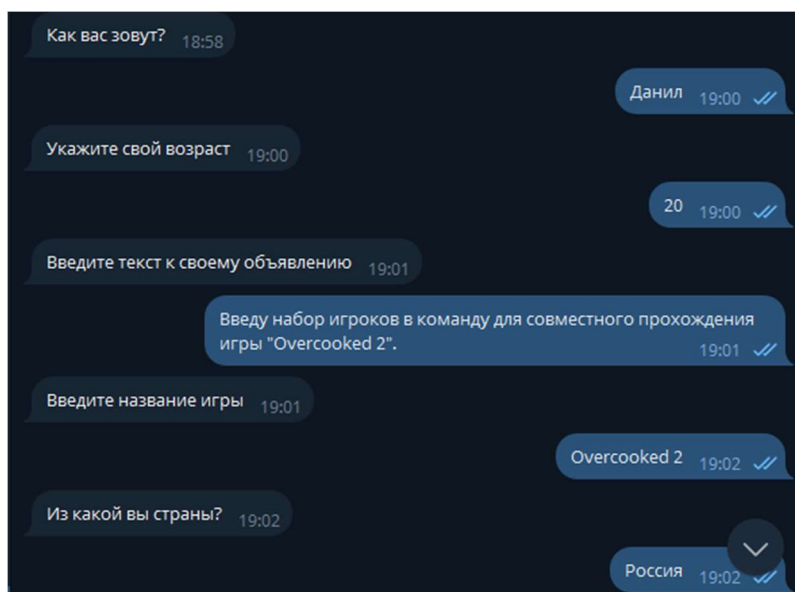 Как вас зовут? 18:58
Данил 19:00
Укажите свой возраст 19:00
20 19:00
Введите текст к своему объявлению 19:01
Введу набор игроков в команду для совместного прохождения
игры "Overcooked 2". 19:01
Введите название игры 19:01
Overcooked 2 19:02
Из какой вы страны? 19:02
Россия 19:02